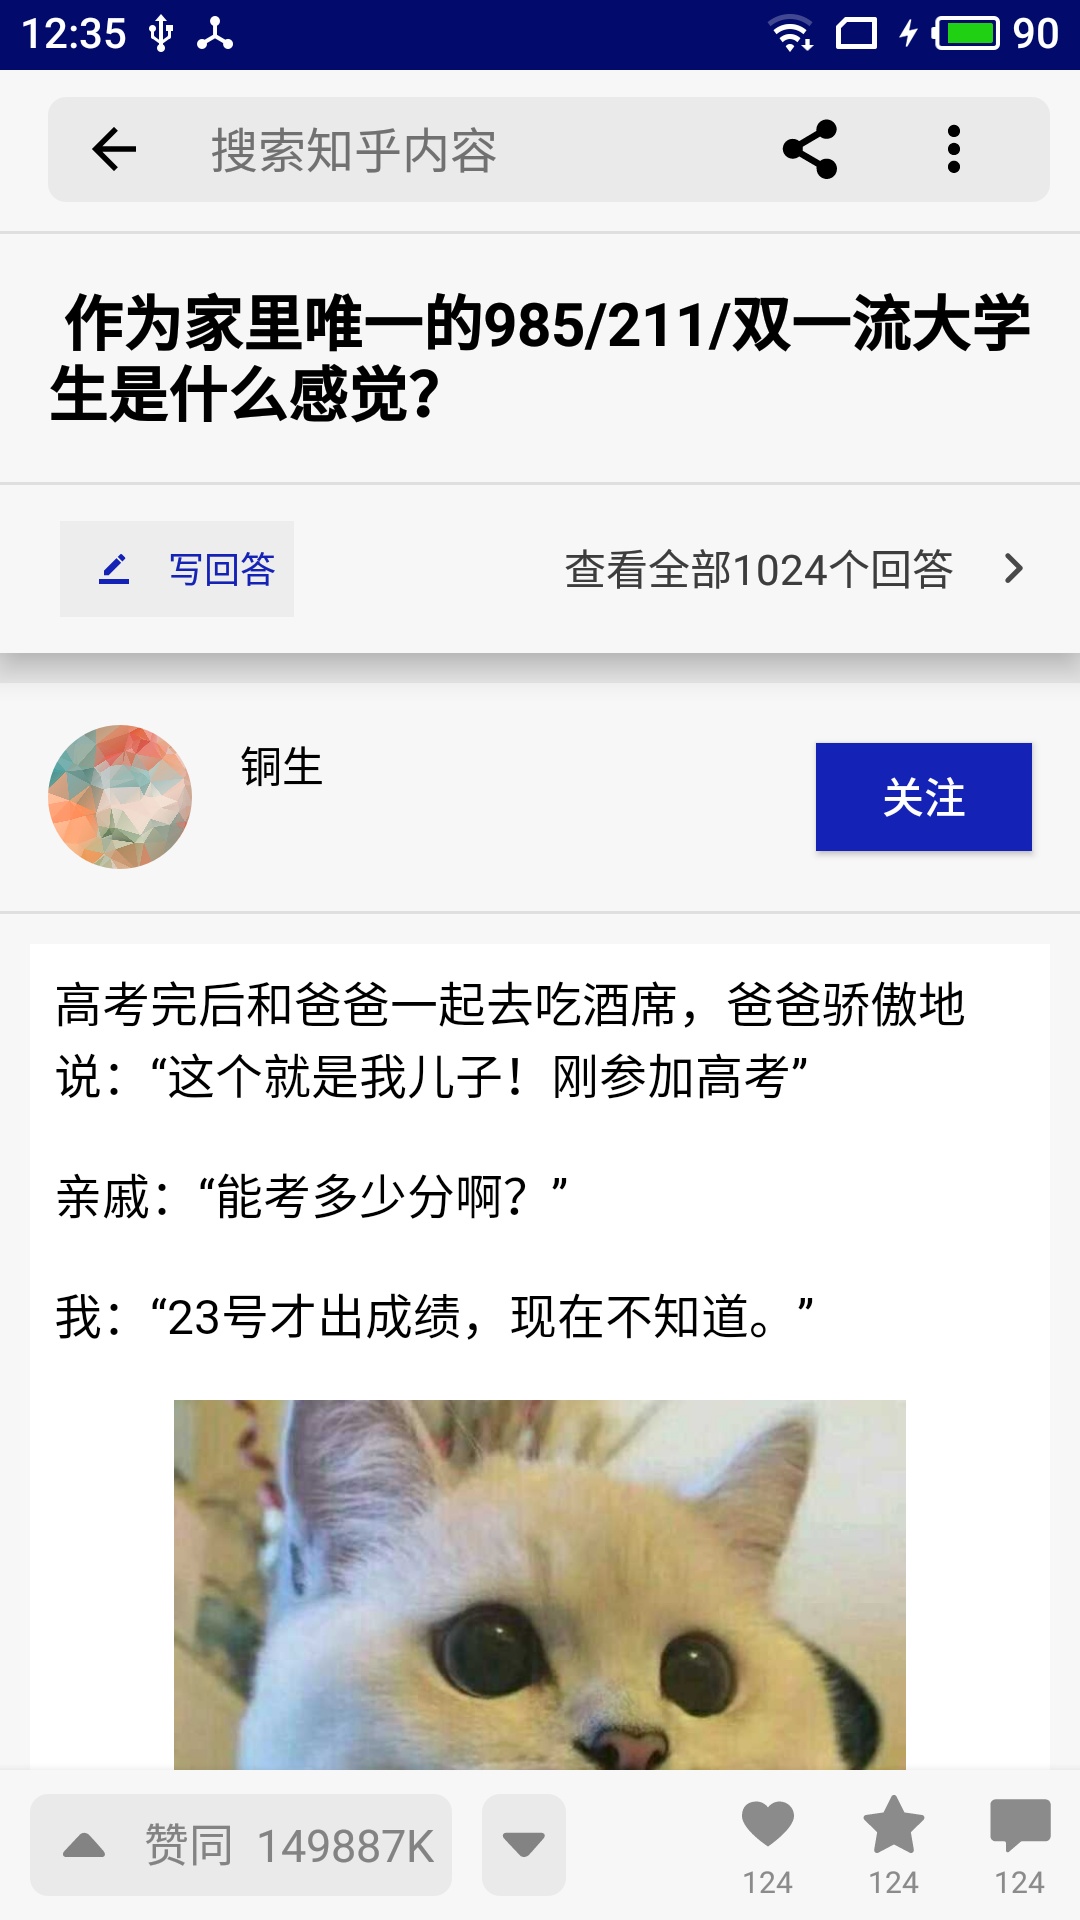 12:35
90
搜索知乎内容
作为家里唯一的985/211/双一流大学
生是什么感觉？
写回答
查看全部1024个回答
铜生
关注
高考完后和爸爸一起去吃酒席，爸爸骄傲地
说：“这个就是我儿子！刚参加高考”
亲戚：“能考多少分啊？”
我：“23号才出成绩，现在不知道。”
赞同 149887K
124
124
124